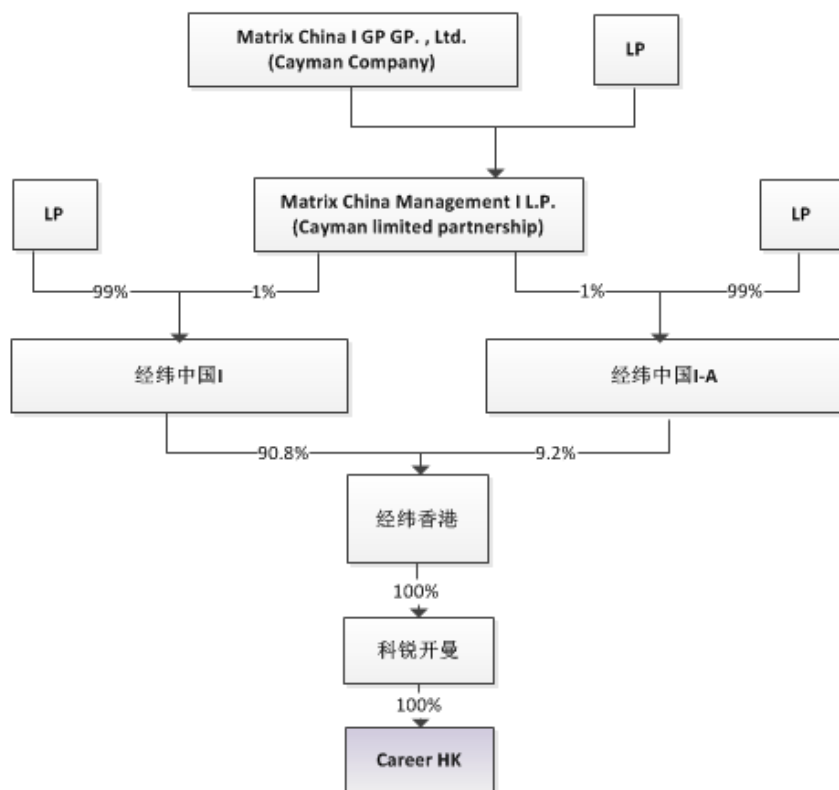 Matrix China I GP GP. , Ltd.
(Cayman Company)
LP
LP
Matrix China Management I L.P.
(Cayman limited partnership)
LP
99%
1%
1%
99%
经纬中国I
经纬中国I-A
90.8%
9.2%
经纬香港
100%
科锐开曼
100%
Career HK